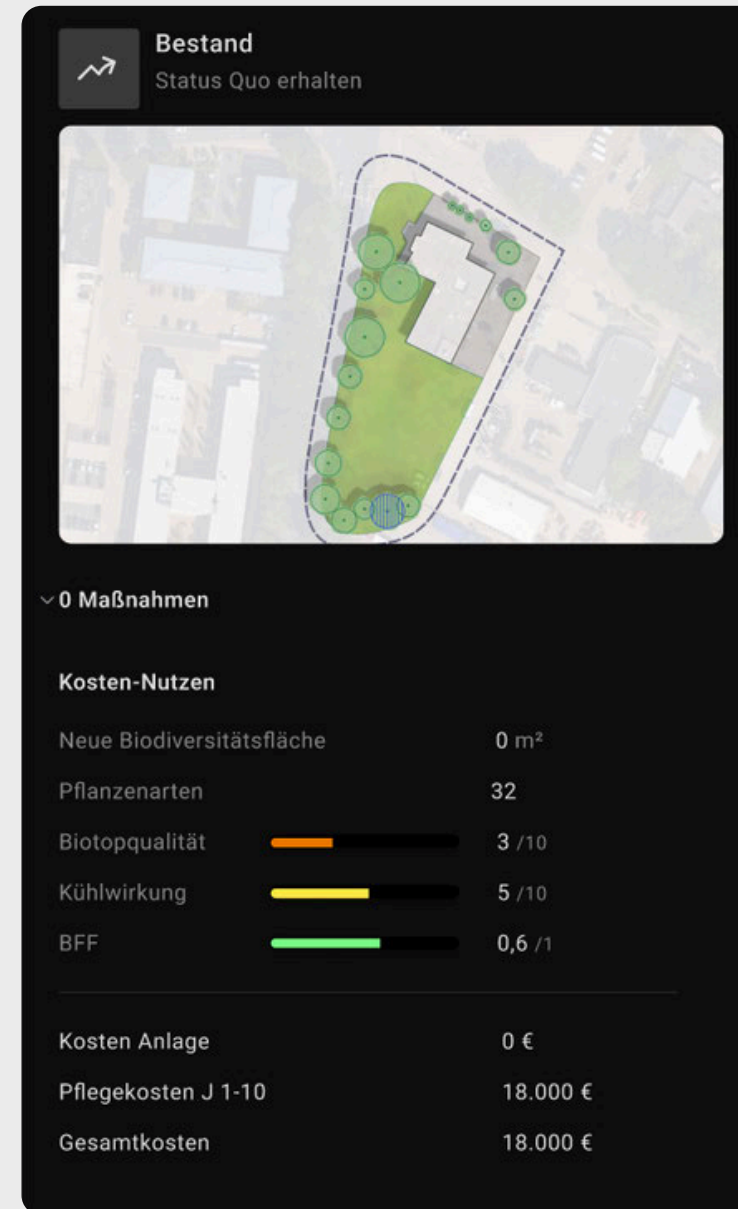 Bestand
Status Quo erhalten
0 Maßnahmen
Kosten-Nutzen
Neue Biodiversitätsfläche 0 m²
Pflanzenarten 32
Biotopqualität 3 /10
Kühlwirkung 5 /10
BFF 0,6 /1
Kosten Anlage 0 €
Pflegekosten J 1-10 18.000 €
Gesamtkosten 18.000 €